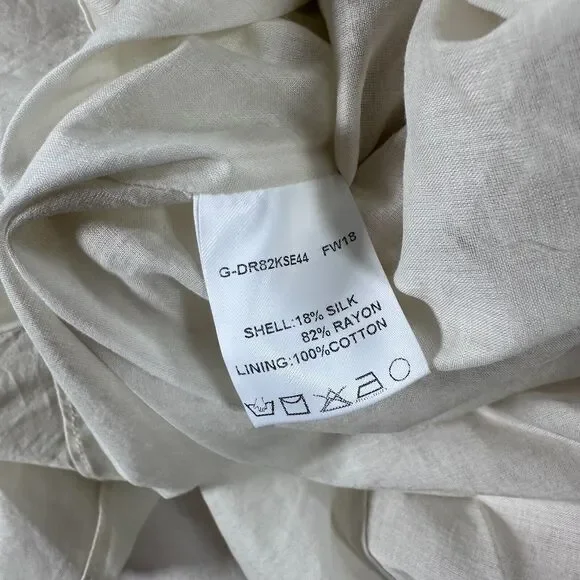 G-DR82KSE44 FW18
SHELL:18% SILK
82% RAYON
LINING:100%COTTON